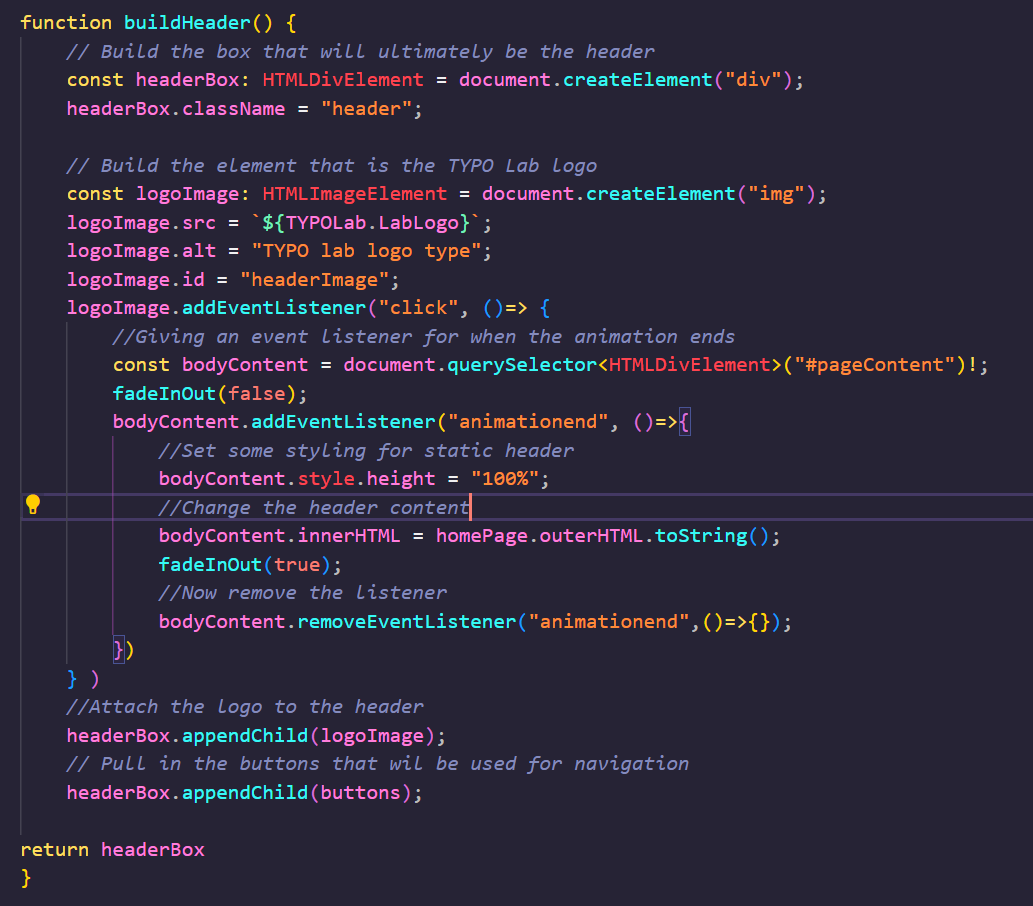 function buildHeader() {
// Build the box that will ultimately be the header
const headerBox: HTMLDivElement = document.createElement("div");
headerBox.className = "header";
// Build the element that is the TYPO Lab logo
const logoImage: HTMLImageElement = document.createElement("img");
logoImage.src = `${TYPOLab.LabLogo}`;
logoImage.alt = "TYPO lab logo type";
logoImage.id = "headerImage";
logoImage.addEventListener("click", ()=> {
//Giving an event listener for when the animation ends
const bodyContent = document.querySelector<HTMLDivElement>("#pageContent")!;
fadeInOut(false);
bodyContent.addEventListener("animationend", ()=>{
//Set some styling for static header
bodyContent.style.height = "100%";
//Change the header content
bodyContent.innerHTML = homePage.outerHTML.toString();
fadeInOut(true);
//Now remove the listener
bodyContent.removeEventListener("animationend",()=>{});
})
} )
//Attach the logo to the header
headerBox.appendChild(logoImage);
// Pull in the buttons that wil be used for navigation
headerBox.appendChild(buttons);
return headerBox
}